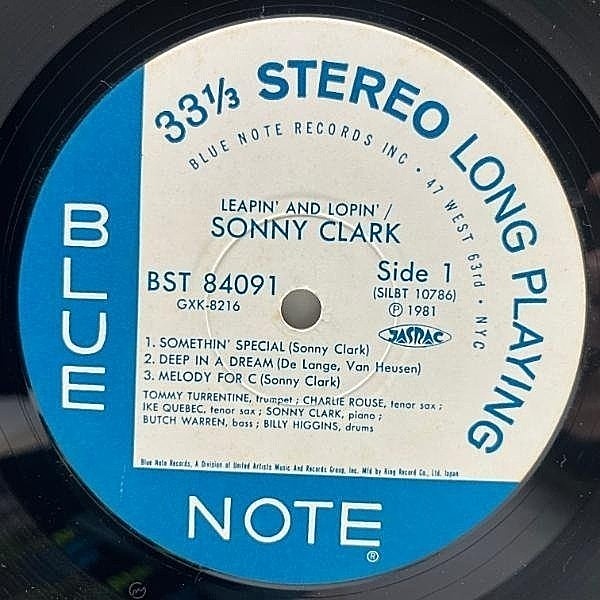 33⅓ STEREO LONG PLAYING
BLUE NOTE RECORDS INC • 47 WEST 63rd • NYC
LEAPIN' AND LOPIN' /
SONNY CLARK
BST 84091
GXK-8216
Side 1
(SILBT 10786)
Ⓟ 1981
JASRAC
1. SOMETHIN' SPECIAL (Sonny Clark)
2. DEEP IN A DREAM (De Lange, Van Heusen)
3. MELODY FOR C (Sonny Clark)
TOMMY TURRENTINE, trumpet ; CHARLIE ROUSE, tenor sax ;
IKE QUEBEC, tenor sax ; SONNY CLARK, piano ;
BUTCH WARREN, bass ; BILLY HIGGINS, drums
Blue Note Records, A Division of United Artists Music And Records Group, Inc. Mfd by King Record Co., Ltd. Japan
BLUE
NOTE®